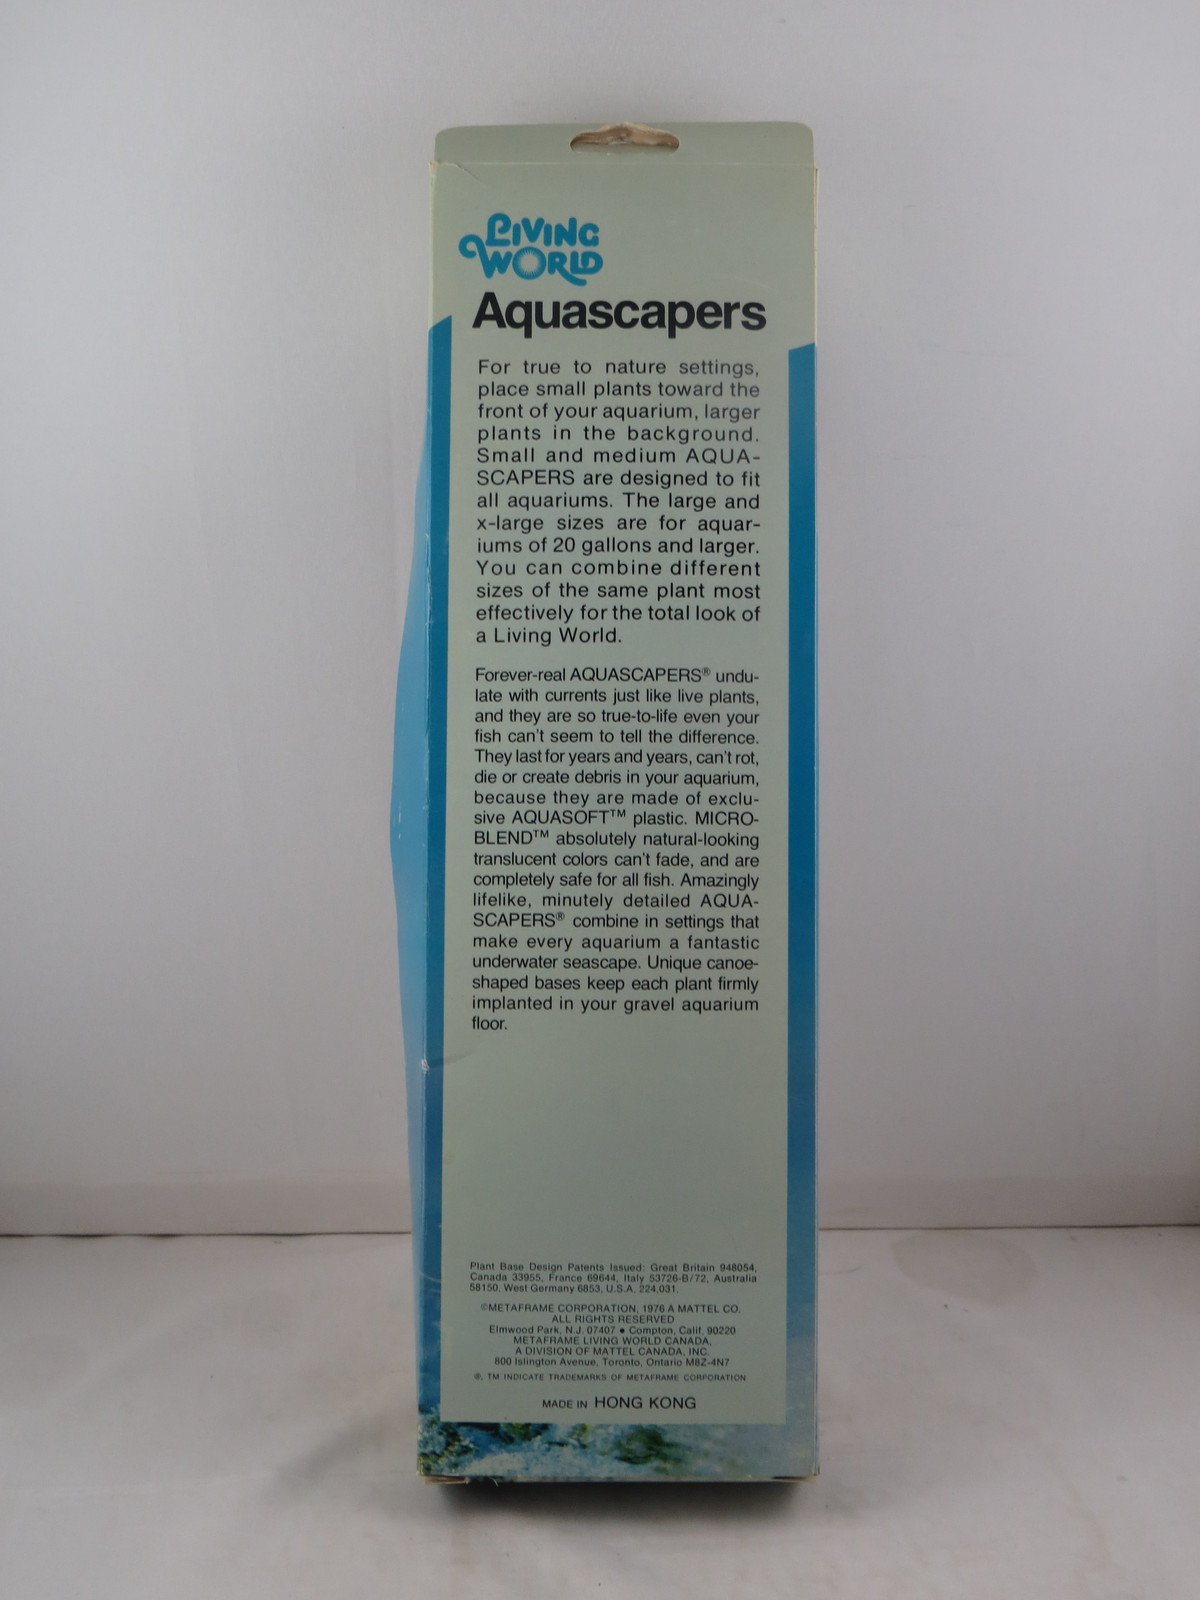 LIVING
WORLD
Aquascapers
For true to nature settings,
place small plants toward the
front of your aquarium, larger
plants in the background.
Small and medium AQUA-
SCAPERS are designed to fit
all aquariums. The large and
x-large sizes are for aquar-
iums of 20 gallons and larger.
You can combine different
sizes of the same plant most
effectively for the total look of
a Living World.
Forever-real AQUASCAPERS® undu-
late with currents just like live plants,
and they are so true-to-life even your
fish can't seem to tell the difference.
They last for years and years, can't rot,
die or create debris in your aquarium,
because they are made of exclu-
sive AQUASOFT™ plastic. MICRO-
BLEND™ absolutely natural-looking
translucent colors can't fade, and are
completely safe for all fish. Amazingly
lifelike, minutely detailed AQUA-
SCAPERS® combine in settings that
make every aquarium a fantastic
underwater seascape. Unique canoe-
shaped bases keep each plant firmly
implanted in your gravel aquarium
floor.
Plant Base Design Patents Issued: Great Britain 948054,
Canada 33955, France 69644, Italy 53726-B/72, Australia
58150, West Germany 6853, U.S.A. 224,031.
©METAFRAME CORPORATION, 1976 A MATTEL CO.
ALL RIGHTS RESERVED
Elmwood Park, N.J. 07407 • Compton, Calif. 90220
METAFRAME LIVING WORLD CANADA,
A DIVISION OF MATTEL CANADA, INC.
800 Islington Avenue, Toronto, Ontario M8Z-4N7
®, TM INDICATE TRADEMARKS OF METAFRAME CORPORATION
MADE IN HONG KONG